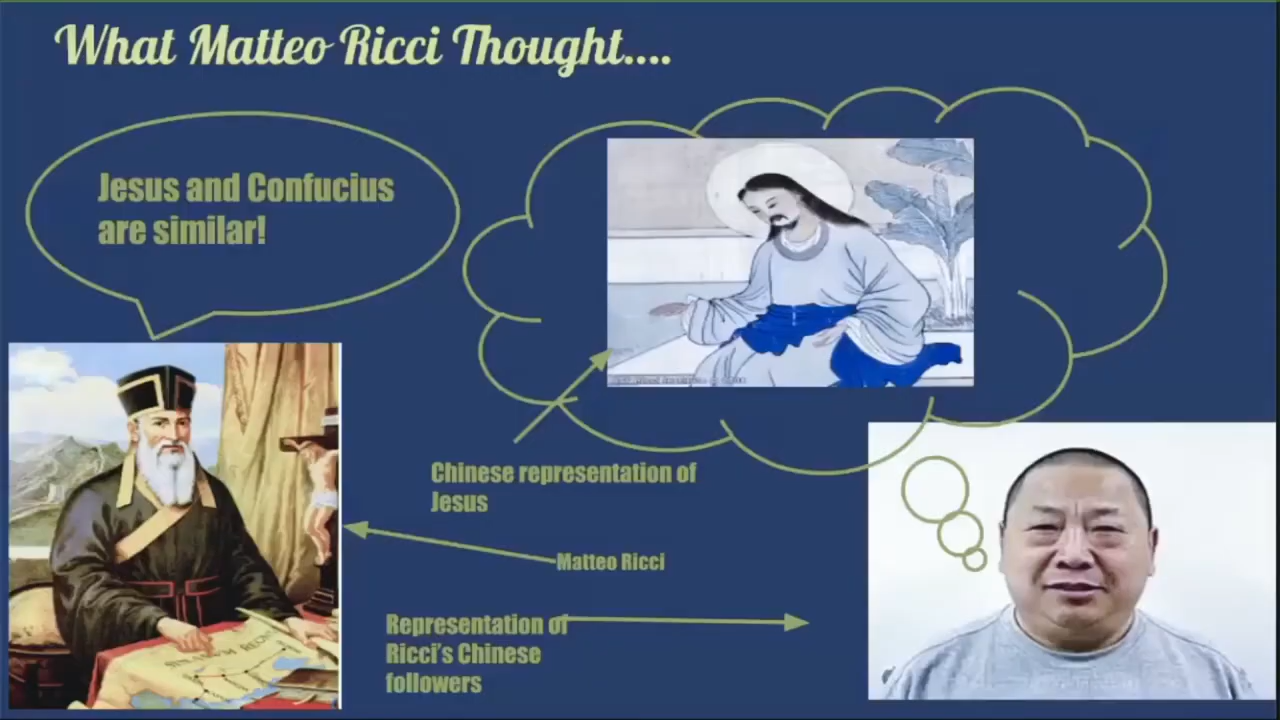 What Matteo Ricci Thought....
Jesus and Confucius
are similar!
Chinese representation of
Jesus
Matteo Ricci
Representation of
Ricci's Chinese
followers